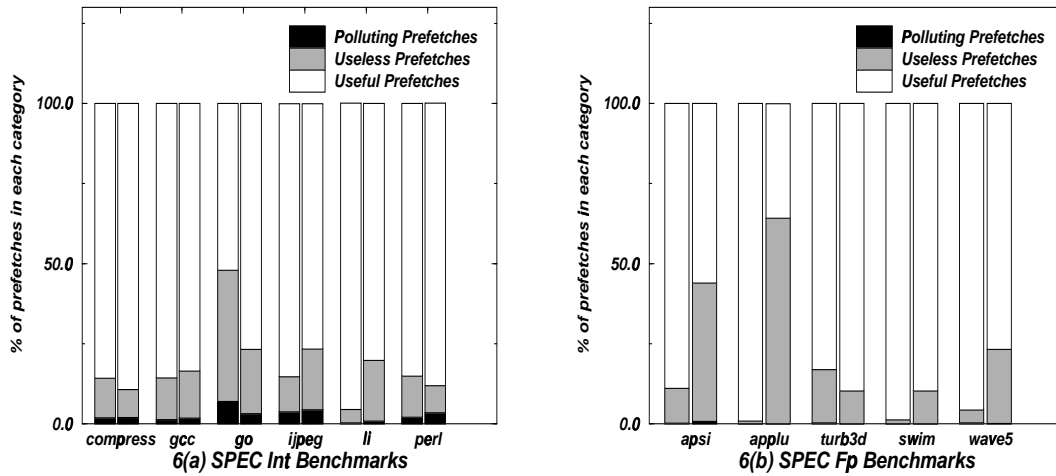 Polluting Prefetches
Useless Prefetches
Useful Prefetches
% of prefetches in each category
100.0
50.0
0.0
compress gcc go ijpeg li perl
6(a) SPEC Int Benchmarks
Polluting Prefetches
Useless Prefetches
Useful Prefetches
% of prefetches in each category
100.0
50.0
0.0
apsi applu turb3d swim wave5
6(b) SPEC Fp Benchmarks